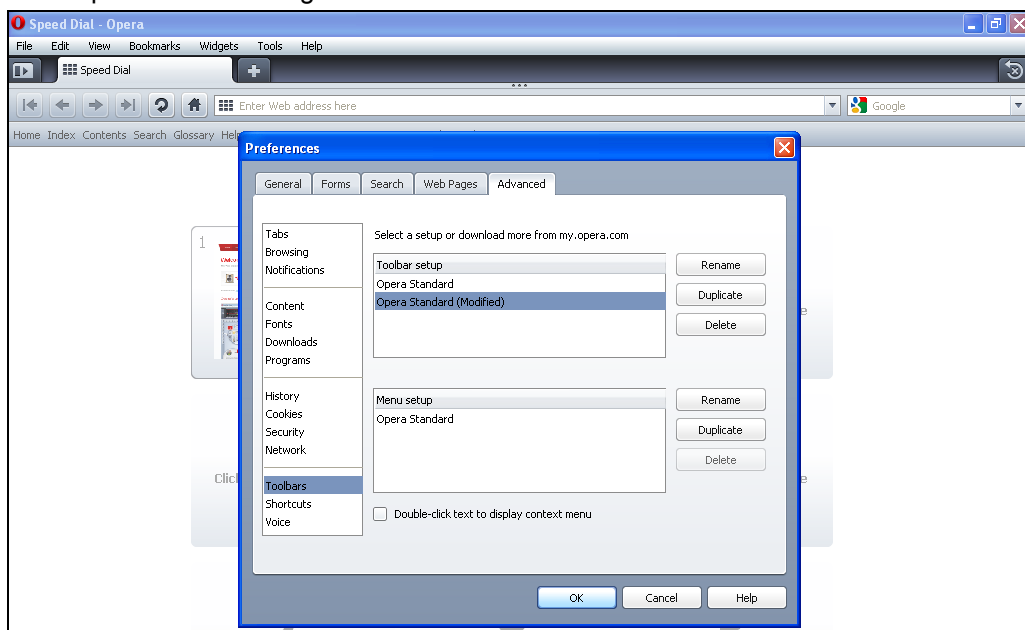 Speed Dial - Opera
File Edit View Bookmarks Widgets Tools Help
Speed Dial
Enter Web address here
Google
Home Index Contents Search Glossary Help
Preferences
General Forms Search Web Pages Advanced
Tabs
Browsing
Notifications
Content
Fonts
Downloads
Programs
History
Cookies
Security
Network
Toolbars
Shortcuts
Voice
Select a setup or download more from my.opera.com
Toolbar setup
Opera Standard
Opera Standard (Modified)
Rename
Duplicate
Delete
Menu setup
Opera Standard
Rename
Duplicate
Delete
Double-click text to display context menu
OK Cancel Help
1